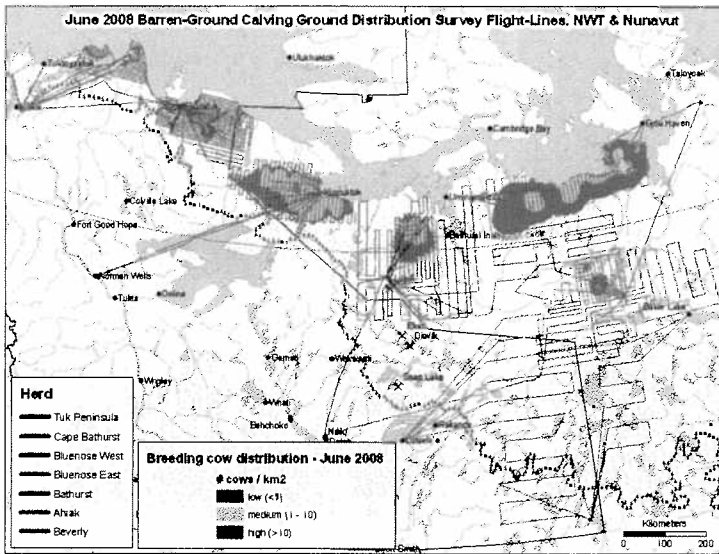 June 2008 Barren-Ground Calving Ground Distribution Survey Flight-Lines, NWT & Nunavut
Ulukhaktok
Taloyoak
Cambridge Bay
Gjoa Haven
Colville Lake
Fort Good Hope
Norman Wells
Tulita
Deline
Diavik
Gameti
Wekweeti
Snap Lake
Wrigley
Whati
Behchoko
Baker Lake
Herd
Tuk Peninsula
Cape Bathurst
Bluenose West
Bluenose East
Bathurst
Ahiak
Beverly
Breeding cow distribution - June 2008
# cows / km2
low (<1)
medium (1 - 10)
high (>10)
Kilometers
0 100 200